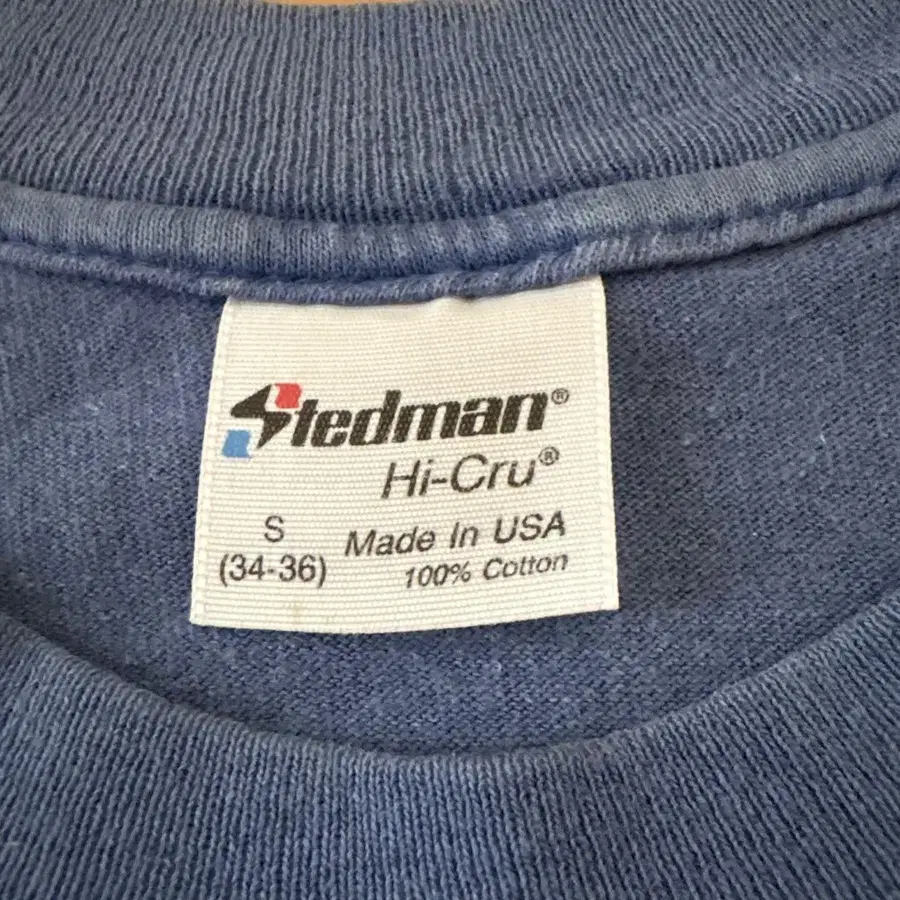 Stedman®
Hi-Cru®
S
(34-36)
Made In USA
100% Cotton